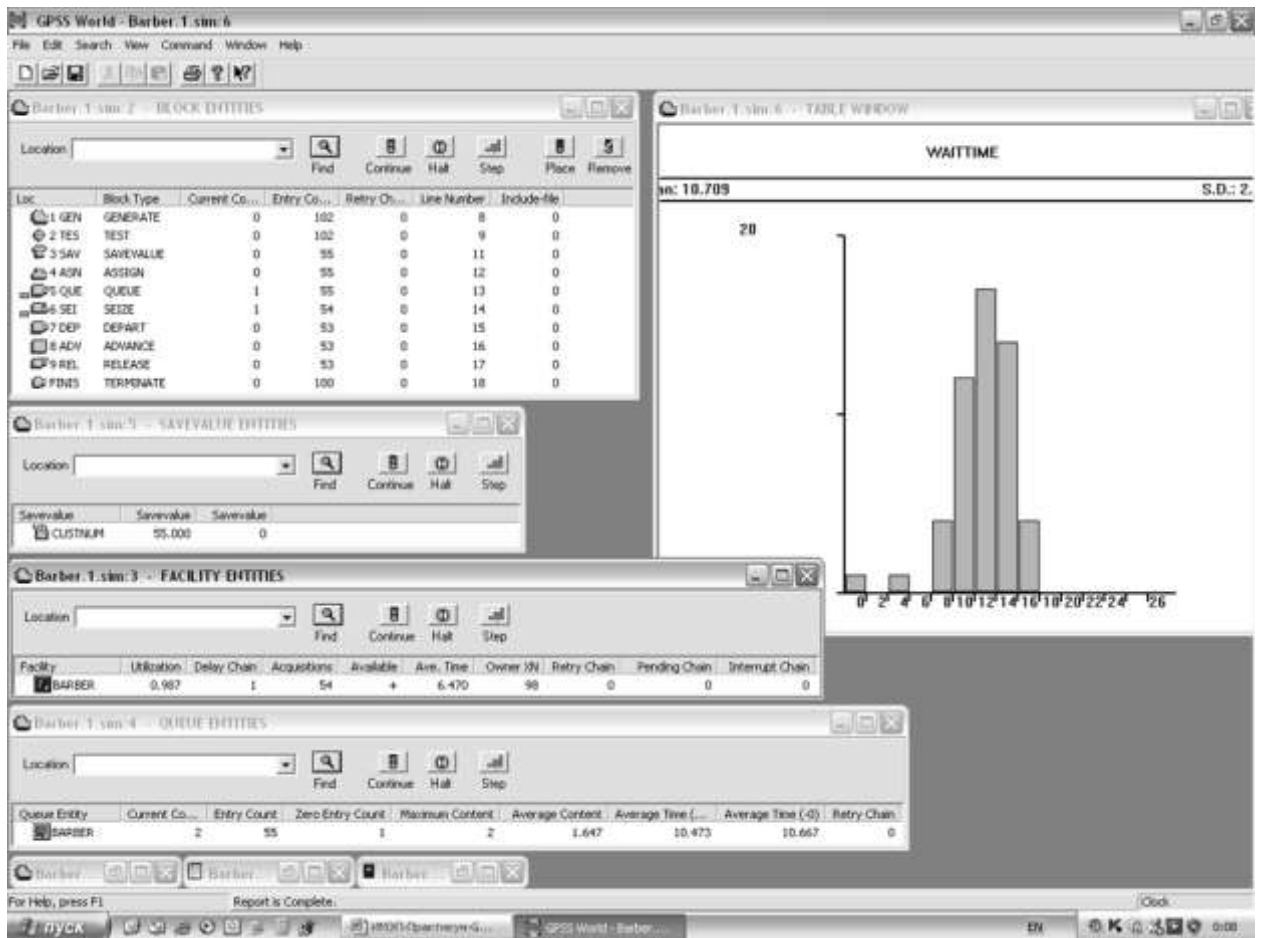 GPSS World - Barber.1.sim:6
File Edit Search View Command Window Help
Barber.1.sim:2 - BLOCK ENTITIES
Location
Find Continue Halt Step Place Remove
Loc Block Type Current Co... Entry Co... Retry Ch... Line Number Include-file
1 GEN GENERATE 0 102 0 8 0
2 TES TEST 0 102 0 9 0
3 SAV SAVEVALUE 0 55 0 11 0
4 ASN ASSIGN 0 55 0 12 0
5 QUE QUEUE 1 55 0 13 0
6 SEI SEIZE 1 54 0 14 0
7 DEP DEPART 0 53 0 15 0
8 ADV ADVANCE 0 53 0 16 0
9 REL RELEASE 0 53 0 17 0
FINIS TERMINATE 0 100 0 18 0
Barber.1.sim:6 - TABLE WINDOW
WAITTIME
an: 10.709 S.D.: 2.
20
0 2 4 6 8 10 12 14 16 18 20 22 24 26
Barber.1.sim:5 - SAVEVALUE ENTITIES
Location
Find Continue Halt Step
Savevalue Savevalue Savevalue
CUSTNUM 55.000 0
Barber.1.sim:3 - FACILITY ENTITIES
Location
Find Continue Halt Step
Facility Utilization Delay Chain Acquisitions Available Ave. Time Owner XN Retry Chain Pending Chain Interrupt Chain
BARBER 0.987 1 54 + 6.470 98 0 0 0
Barber.1.sim:4 - QUEUE ENTITIES
Location
Find Continue Halt Step
Queue Entity Current Co... Entry Count Zero Entry Count Maximum Content Average Content Average Time (... Average Time (-0) Retry Chain
BARBER 2 55 1 2 1.647 10.473 10.667 0
Barber... Barber... Barber...
For Help, press F1 Report is Complete. Clock
пуск GPSS World - Barber.... EN 0:08